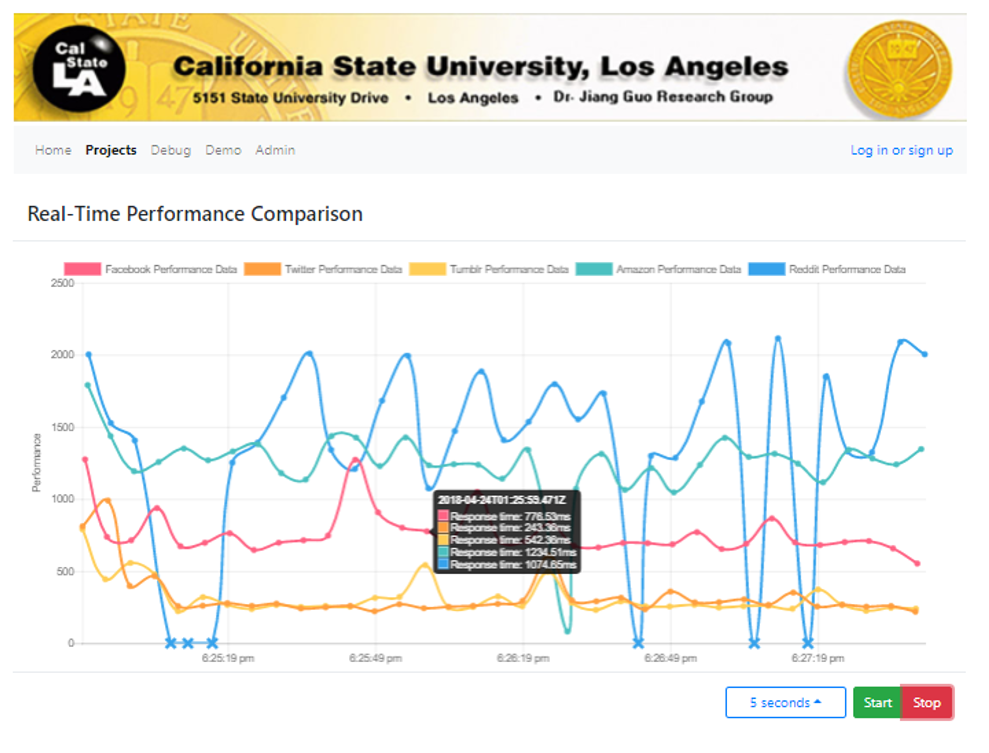 Cal
State
LA
California State University, Los Angeles
5151 State University Drive • Los Angeles • Dr. Jiang Guo Research Group
Home Projects Debug Demo Admin Log in or sign up
Real-Time Performance Comparison
Facebook Performance Data Twitter Performance Data Tumblr Performance Data Amazon Performance Data Reddit Performance Data
2500
2000
1500
1000
500
0
Performance
2018-04-24T01:25:59.471Z
Response time: 776.53ms
Response time: 243.36ms
Response time: 542.36ms
Response time: 1234.51ms
Response time: 1074.65ms
6:25:19 pm 6:25:49 pm 6:26:19 pm 6:26:49 pm 6:27:19 pm
5 seconds Start Stop